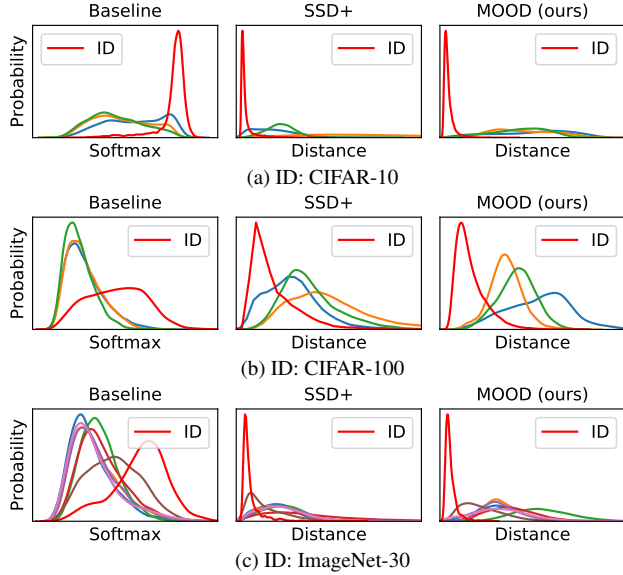 Baseline SSD+ MOOD (ours)
Probability ID ID ID
Softmax Distance Distance
(a) ID: CIFAR-10
Baseline SSD+ MOOD (ours)
Probability ID ID ID
Softmax Distance Distance
(b) ID: CIFAR-100
Baseline SSD+ MOOD (ours)
Probability ID ID ID
Softmax Distance Distance
(c) ID: ImageNet-30